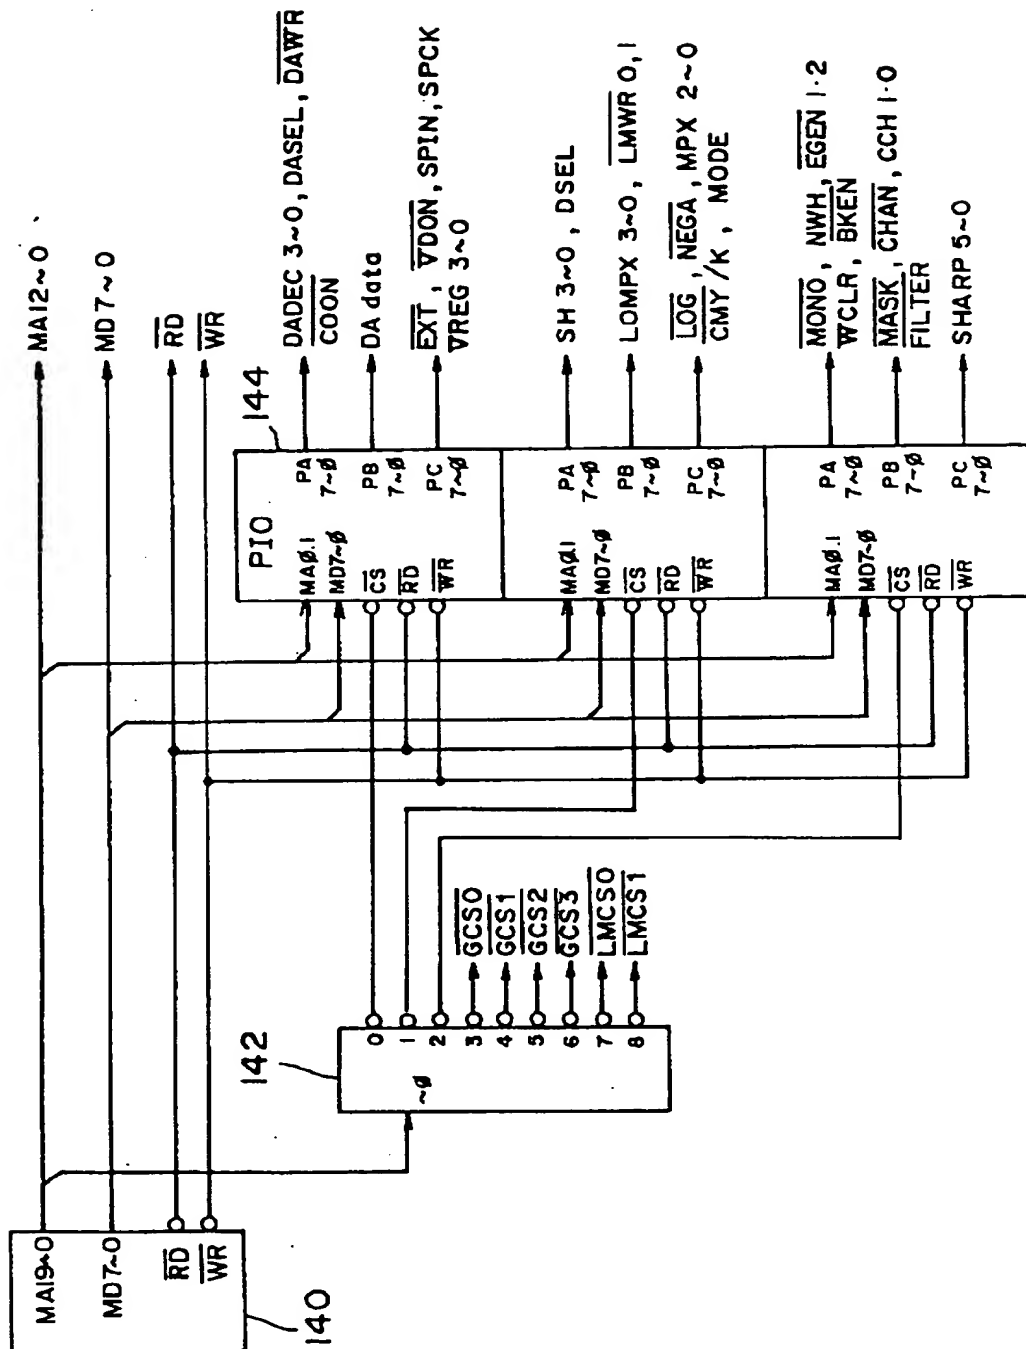 MA19~0
MD7~0
RD
WR
140
142
~Ø
0
1
2
3
4
5
6
7
8
GCS0
GCS1
GCS2
GCS3
LMCS0
LMCS1
144
PIO
MAØ.1
MD7~Ø
CS
RD
WR
PA
7~Ø
PB
7~Ø
PC
7~Ø
MAØ.1
MD7~Ø
CS
RD
WR
PA
7~Ø
PB
7~Ø
PC
7~Ø
MAØ.1
MD7~Ø
CS
RD
WR
PA
7~Ø
PB
7~Ø
PC
7~Ø
MA12~0
MD7~0
RD
WR
DADEC 3~0, DASEL, DAWR
COON
DA data
EXT, VDON, SPIN, SPCK
VREG 3~0
SH 3~0, DSEL
LOMPX 3~0, LMWR 0,1
LOG, NEGA, MPX 2~0
CMY/K, MODE
MONO, NWH, EGEN 1·2
WCLR, BKEN
MASK, CHAN, CCH 1·0
FILTER
SHARP 5~0